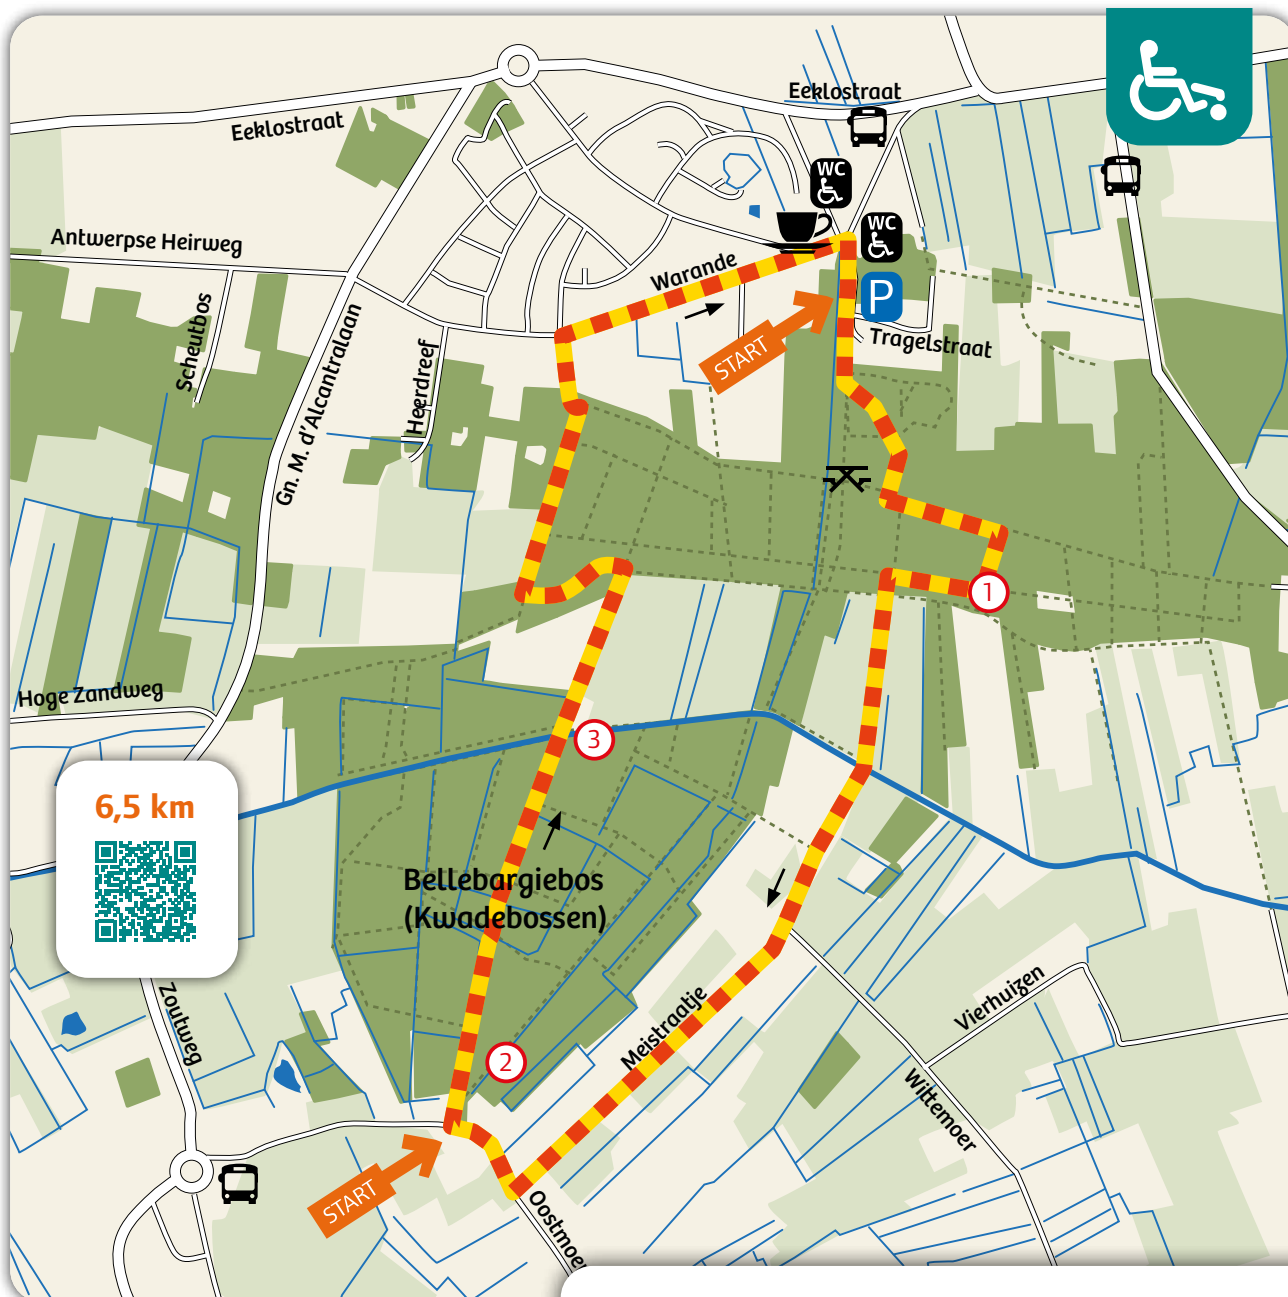 Eeklostraat
Eeklostraat
WC
WC
P
Antwerpse Heirweg
Scheutbos
Gn. M. d'Alcantralaan
Heerdreef
Warande
START
Tragelstraat
1
Hoge Zandweg
3
6,5 km
Bellebargiebos
(Kwadebossen)
Zoutweg
Meistraatje
Vierhuizen
2
Wittemoer
START
Oostmoe